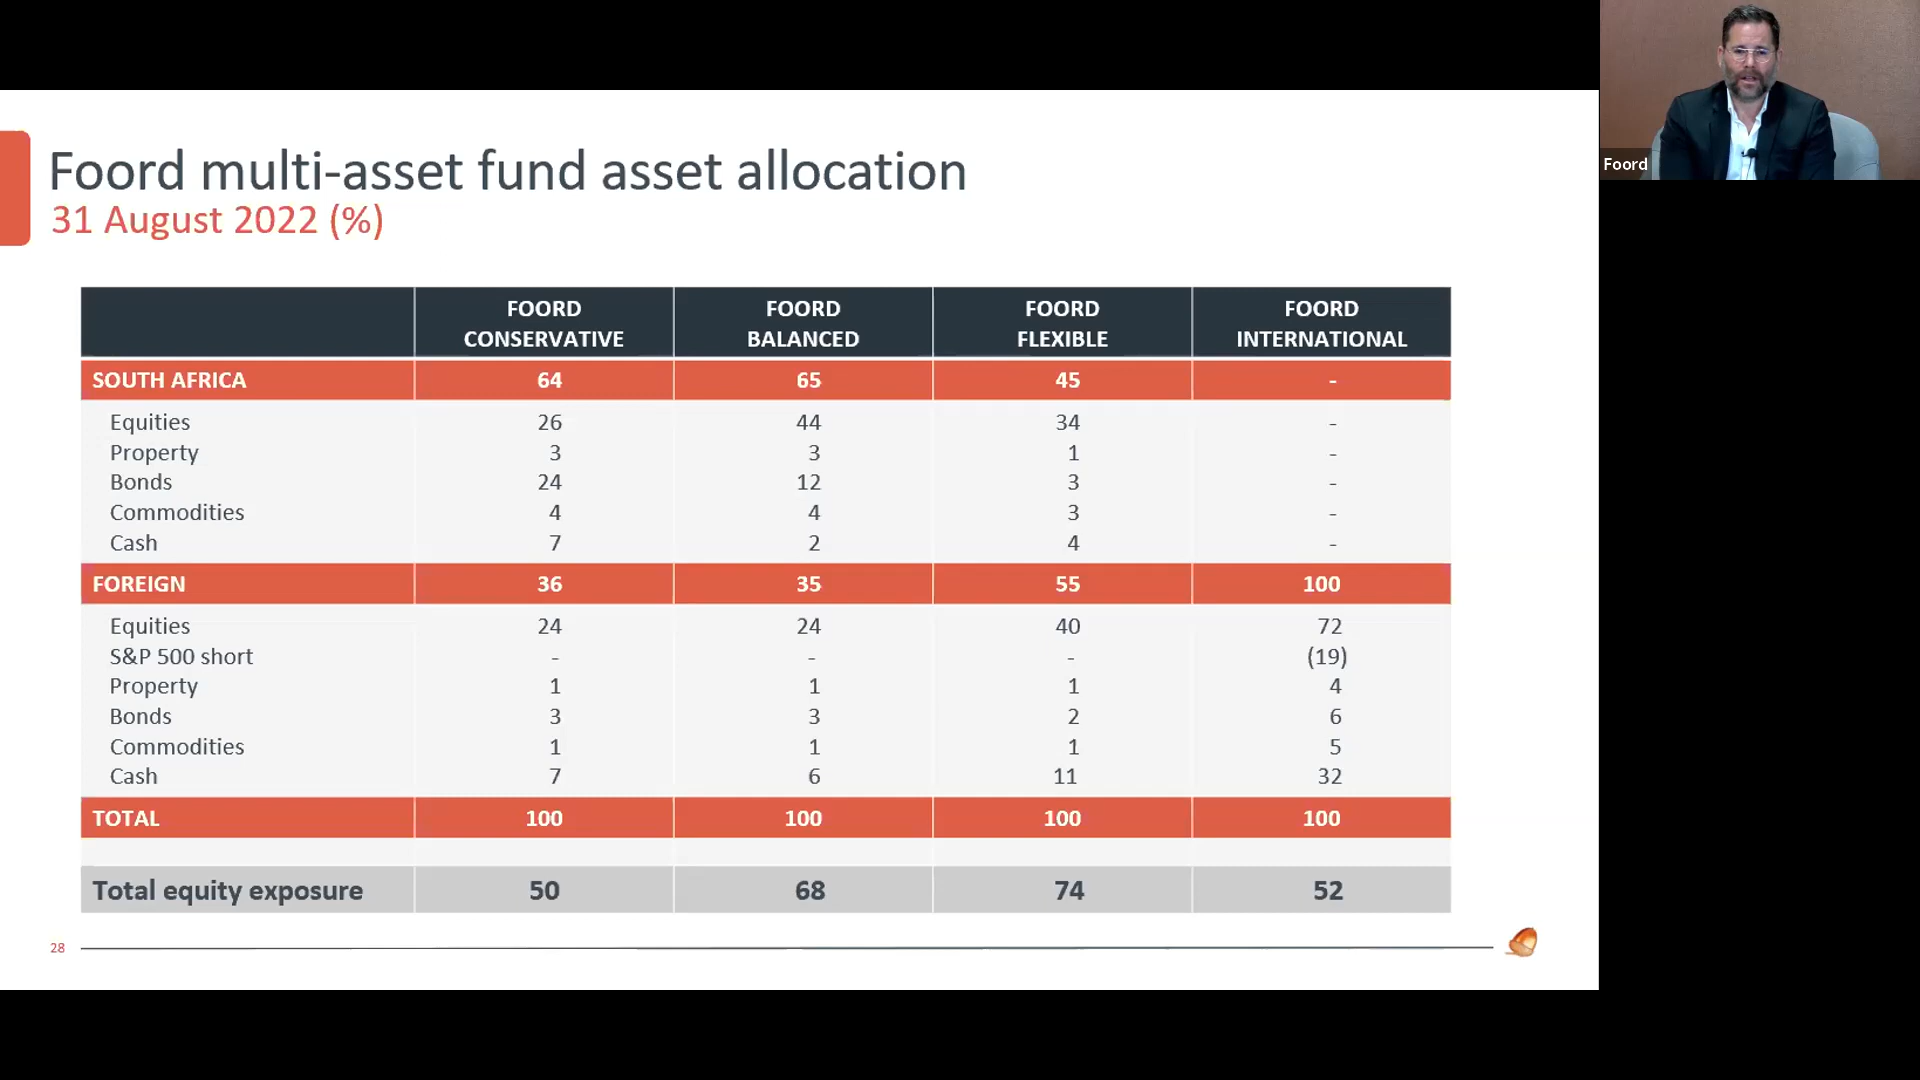 Foord
Foord multi-asset fund asset allocation
31 August 2022 (%)
FOORD CONSERVATIVE FOORD BALANCED FOORD FLEXIBLE FOORD INTERNATIONAL
SOUTH AFRICA 64 65 45 -
Equities 26 44 34 -
Property 3 3 1 -
Bonds 24 12 3 -
Commodities 4 4 3 -
Cash 7 2 4 -
FOREIGN 36 35 55 100
Equities 24 24 40 72
S&P 500 short - - - (19)
Property 1 1 1 4
Bonds 3 3 2 6
Commodities 1 1 1 5
Cash 7 6 11 32
TOTAL 100 100 100 100
Total equity exposure 50 68 74 52
28